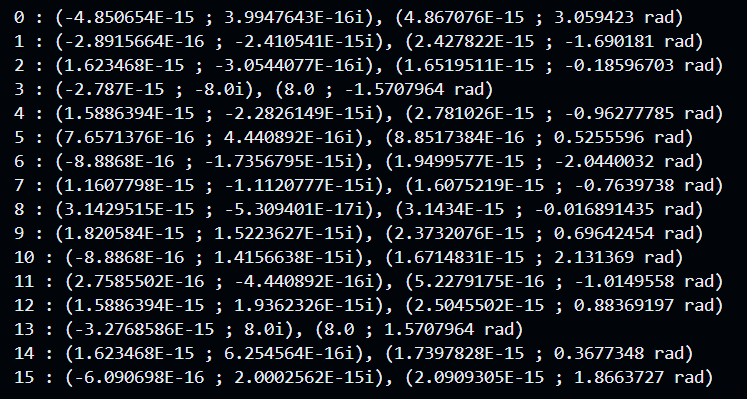 0 : (-4.850654E-15 ; 3.9947643E-16i), (4.867076E-15 ; 3.059423 rad)
1 : (-2.8915664E-16 ; -2.410541E-15i), (2.427822E-15 ; -1.690181 rad)
2 : (1.623468E-15 ; -3.0544077E-16i), (1.6519511E-15 ; -0.18596703 rad)
3 : (-2.787E-15 ; -8.0i), (8.0 ; -1.5707964 rad)
4 : (1.5886394E-15 ; -2.2826149E-15i), (2.781026E-15 ; -0.96277785 rad)
5 : (7.6571376E-16 ; 4.440892E-16i), (8.8517384E-16 ; 0.5255596 rad)
6 : (-8.8868E-16 ; -1.7356795E-15i), (1.9499577E-15 ; -2.0440032 rad)
7 : (1.1607798E-15 ; -1.1120777E-15i), (1.6075219E-15 ; -0.7639738 rad)
8 : (3.1429515E-15 ; -5.309401E-17i), (3.1434E-15 ; -0.016891435 rad)
9 : (1.820584E-15 ; 1.5223627E-15i), (2.3732076E-15 ; 0.69642454 rad)
10 : (-8.8868E-16 ; 1.4156638E-15i), (1.6714831E-15 ; 2.131369 rad)
11 : (2.7585502E-16 ; -4.440892E-16i), (5.2279175E-16 ; -1.0149558 rad)
12 : (1.5886394E-15 ; 1.9362326E-15i), (2.5045502E-15 ; 0.88369197 rad)
13 : (-3.2768586E-15 ; 8.0i), (8.0 ; 1.5707964 rad)
14 : (1.623468E-15 ; 6.254564E-16i), (1.7397828E-15 ; 0.3677348 rad)
15 : (-6.090698E-16 ; 2.0002562E-15i), (2.0909305E-15 ; 1.8663727 rad)